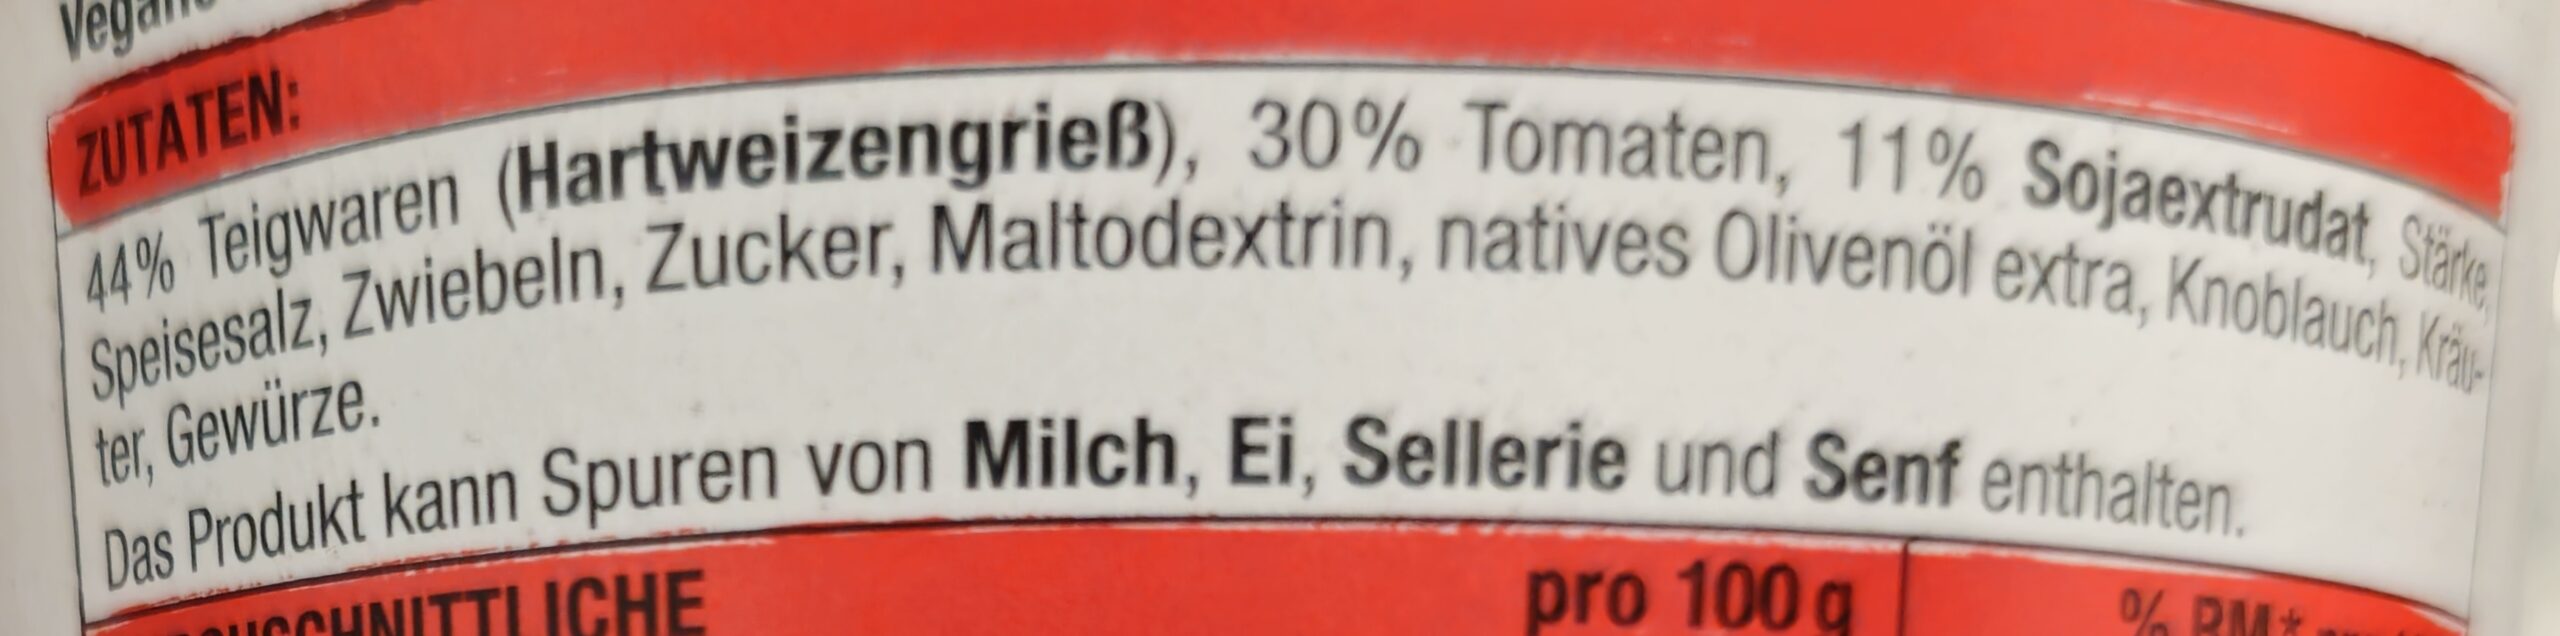 ZUTATEN:
44% Teigwaren (Hartweizengrieß), 30% Tomaten, 11% Sojaextrudat, Stärke,
Speisesalz, Zwiebeln, Zucker, Maltodextrin, natives Olivenöl extra, Knoblauch, Kräu-
ter, Gewürze.
Das Produkt kann Spuren von Milch, Ei, Sellerie und Senf enthalten.
pro 100 g